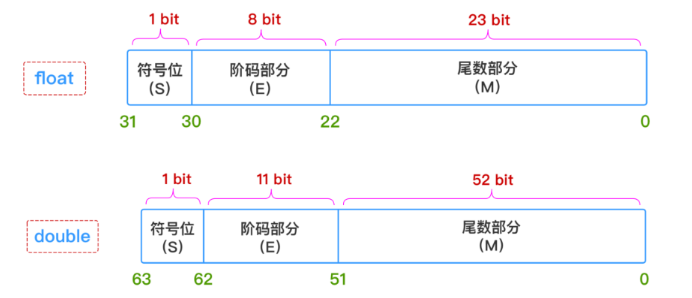 1 bit 8 bit 23 bit
float
符号位 阶码部分 尾数部分
(S) (E) (M)
31 30 22 0
1 bit 11 bit 52 bit
double
符号位 阶码部分 尾数部分
(S) (E) (M)
63 62 51 0